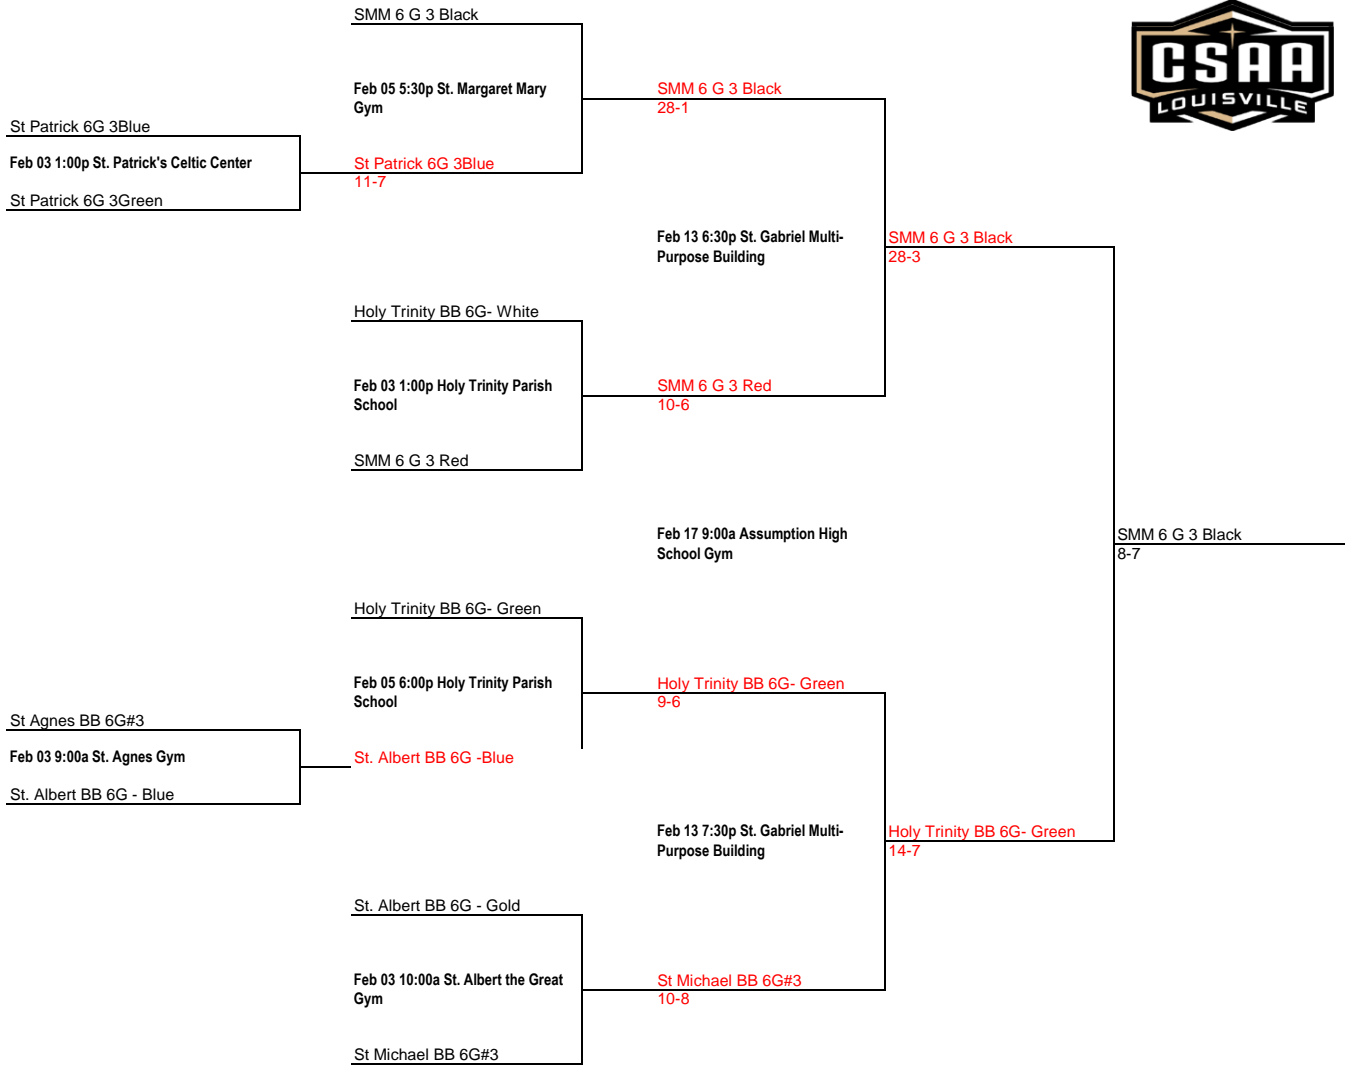 SMM 6 G 3 Black
CSAA
LOUISVILLE
Feb 05 5:30p St. Margaret Mary
Gym
SMM 6 G 3 Black
28-1
St Patrick 6G 3Blue
Feb 03 1:00p St. Patrick's Celtic Center
St Patrick 6G 3Blue
11-7
St Patrick 6G 3Green
Feb 13 6:30p St. Gabriel Multi-
Purpose Building
SMM 6 G 3 Black
28-3
Holy Trinity BB 6G- White
Feb 03 1:00p Holy Trinity Parish
School
SMM 6 G 3 Red
10-6
SMM 6 G 3 Red
Feb 17 9:00a Assumption High
School Gym
SMM 6 G 3 Black
8-7
Holy Trinity BB 6G- Green
Feb 05 6:00p Holy Trinity Parish
School
Holy Trinity BB 6G- Green
9-6
St Agnes BB 6G#3
Feb 03 9:00a St. Agnes Gym
St. Albert BB 6G -Blue
St. Albert BB 6G - Blue
Feb 13 7:30p St. Gabriel Multi-
Purpose Building
Holy Trinity BB 6G- Green
14-7
St. Albert BB 6G - Gold
Feb 03 10:00a St. Albert the Great
Gym
St Michael BB 6G#3
10-8
St Michael BB 6G#3